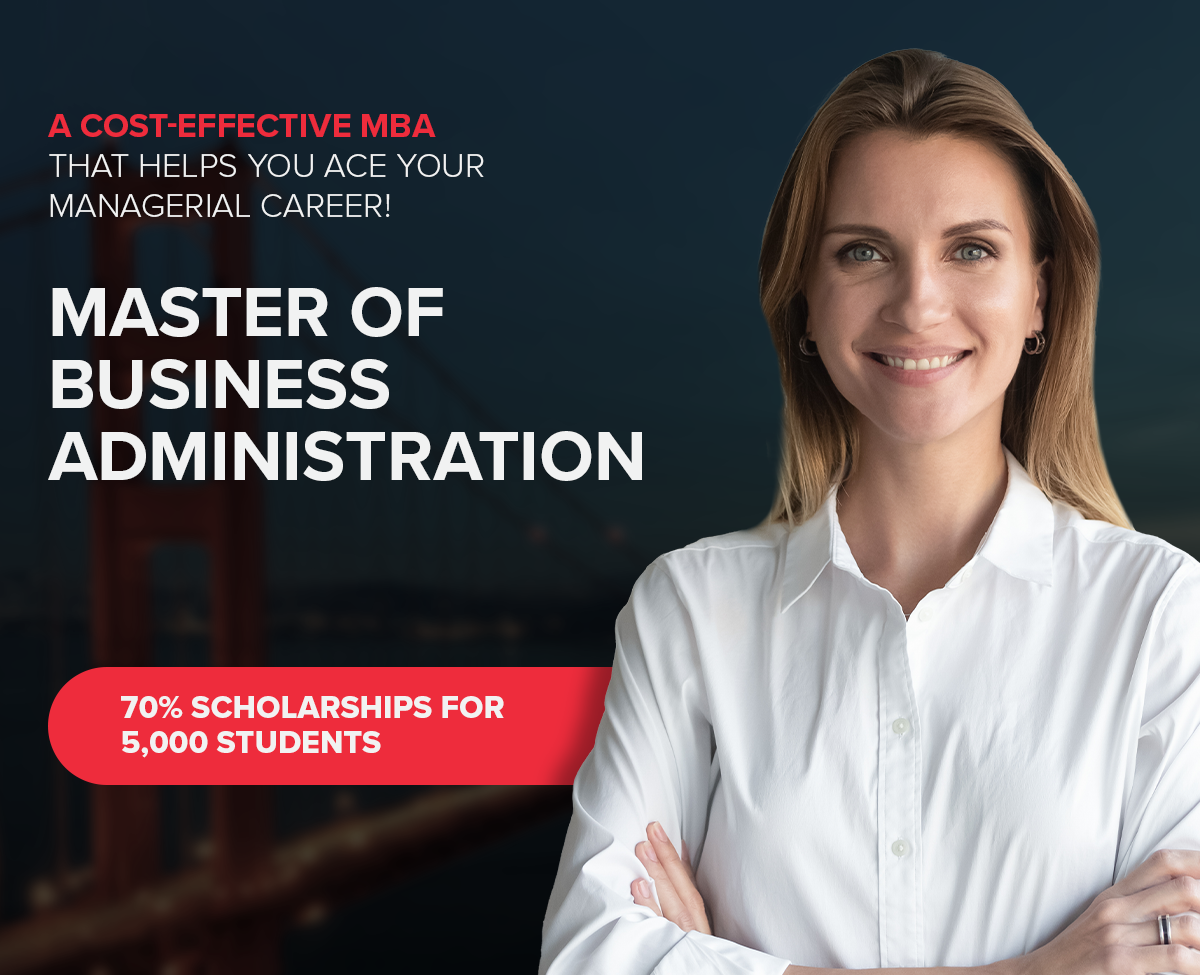 A COST-EFFECTIVE MBA
THAT HELPS YOU ACE YOUR
MANAGERIAL CAREER!
MASTER OF
BUSINESS
ADMINISTRATION
70% SCHOLARSHIPS FOR
5,000 STUDENTS